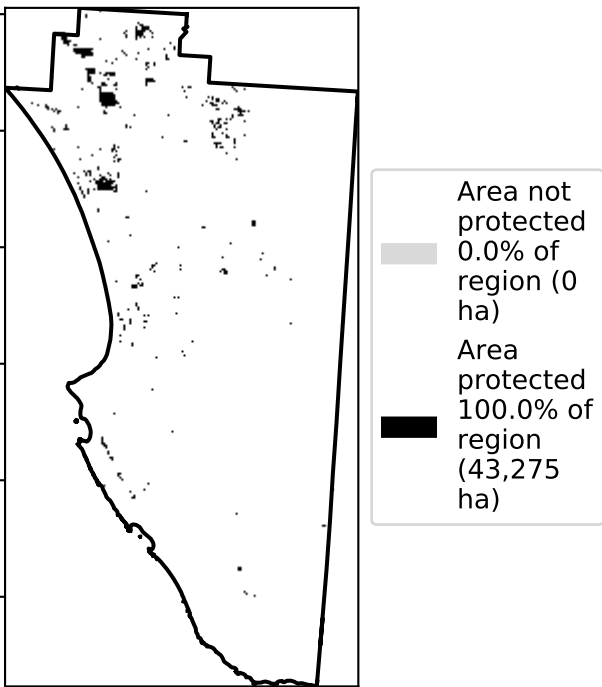 Area not
protected
0.0% of
region (0
ha)
Area
protected
100.0% of
region
(43,275
ha)